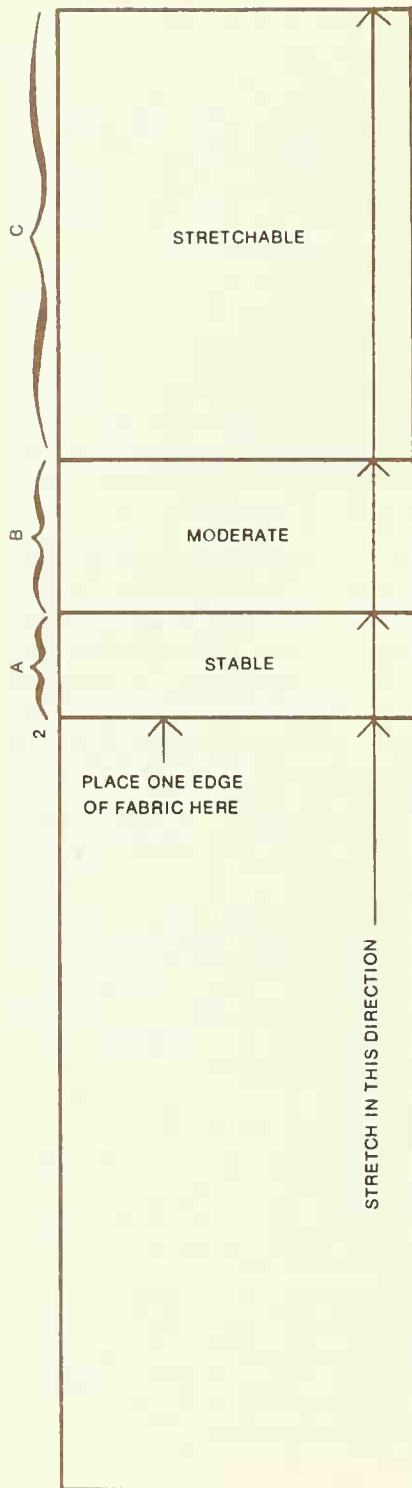 C
STRETCHABLE
B
MODERATE
A
STABLE
2
PLACE ONE EDGE
OF FABRIC HERE
STRETCH IN THIS DIRECTION